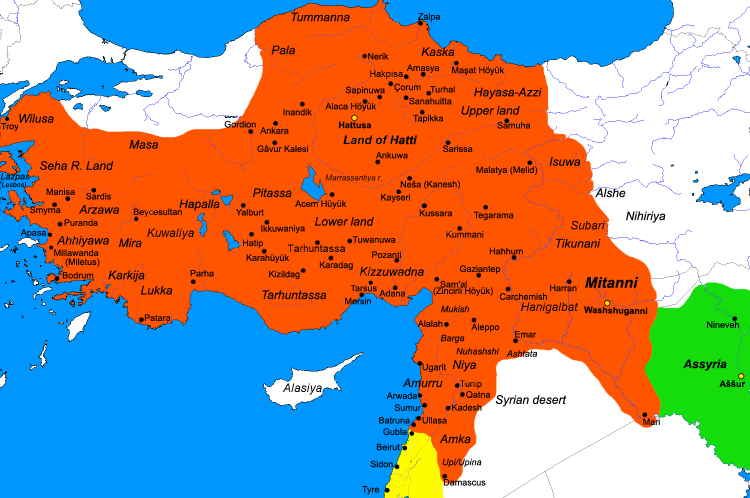 Tummanna
Zalpa
Pala
Nerik
Kaska
Amasya
Maşat Höyük
Hakpisa
Sapinuwa
Çorum
Turhal
Hayasa-Azzi
Alaca Höyük
Sanahuitta
Inandik
Tapikka
Upper land
Wilusa
Troy
Hattusa
Samuha
Gordion
Ankara
Masa
Gâvur Kalesi
Land of Hatti
Sarissa
Ankuwa
Isuwa
Seha R. Land
Malatya (Melid)
Lazpas
(Lesbos)
Marrassantiya r.
Neša (Kanesh)
Alshe
Manisa
Sardis
Pitassa
Acem Hüyük
Kayseri
Smyrna
Arzawa
Beycesultan
Hapalla
Yalburt
Kussara
Tegarama
Nihiriya
Puranda
Ikkuwaniya
Lower land
Subari
Apasa
Kuwaliya
Kummani
Ahhiyawa
Mira
Hatip
Tuwanuwa
Tikunani
Millawanda
(Miletus)
Karahüyük
Tarhuntassa
Pozanti
Hahhum
Karadag
Bodrum
Karkija
Parha
Kizildag
Kizzuwadna
Gaziantep
Sam'al
(Zincirli Höyük)
Harran
Mitanni
Lukka
Tarhuntassa
Tarsus
Mersin
Adana
Carchemish
Hanigalbat
Washshuganni
Patara
Mukish
Alalah
Aleppo
Barga
Emar
Nineveh
Nuhashshi
Ashtata
Ugarit
Niya
Assyria
Alasiya
Amurru
Tunip
Aššur
Arwada
Qatna
Syrian desert
Sumur
Kadesh
Batruna
Ullasa
Mari
Gubla
Amka
Beirut
Sidon
Upi/Upina
Damascus
Tyre